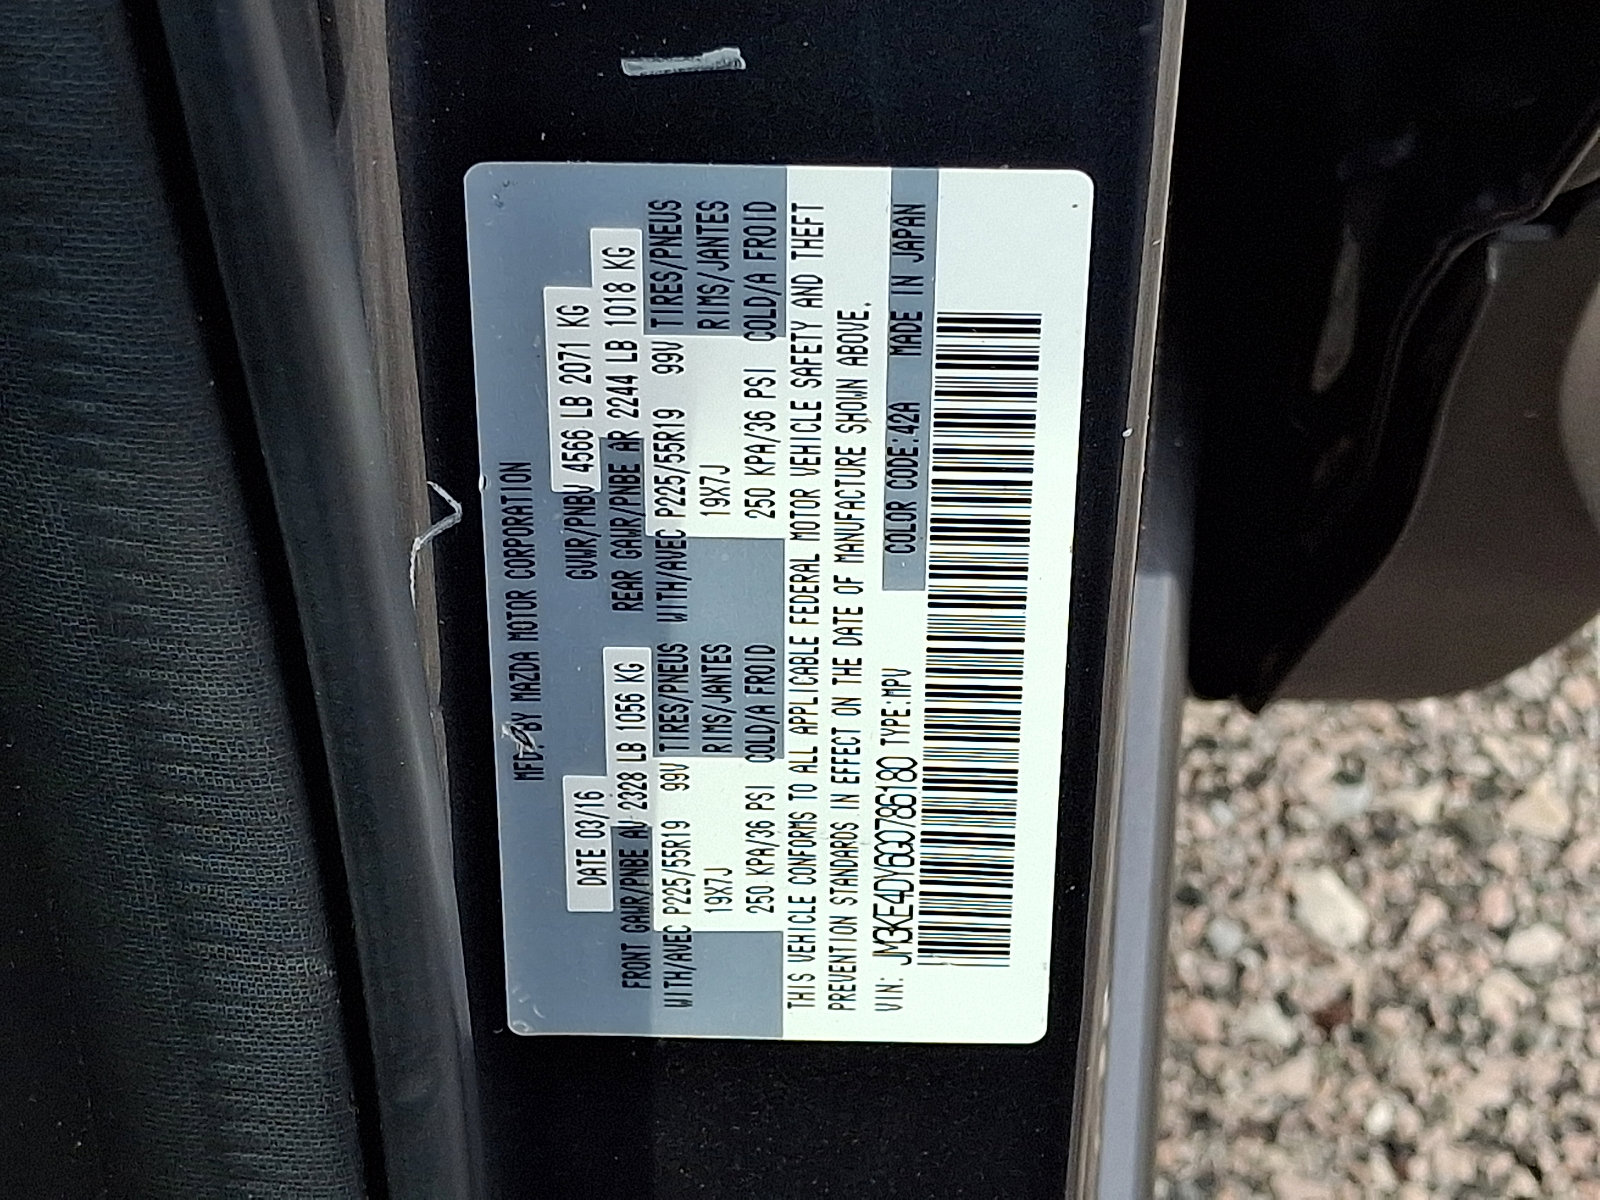 MFD. BY MAZDA MOTOR CORPORATION
DATE 03/16 GVWR/PNBV 4566 LB 2071 KG
FRONT GAWR/PNBE AV 2328 LB 1056 KG REAR GAWR/PNBE AR 2244 LB 1018 KG
WITH/AVEC P225/55R19 99V TIRES/PNEUS WITH/AVEC P225/55R19 99V TIRES/PNEUS
19X7J RIMS/JANTES 19X7J RIMS/JANTES
250 KPA/36 PSI COLD/A FROID 250 KPA/36 PSI COLD/A FROID
THIS VEHICLE CONFORMS TO ALL APPLICABLE FEDERAL MOTOR VEHICLE SAFETY AND THEFT
PREVENTION STANDARDS IN EFFECT ON THE DATE OF MANUFACTURE SHOWN ABOVE.
VIN: JM3KE4DY6G0786180 TYPE:MPV COLOR CODE:42A MADE IN JAPAN